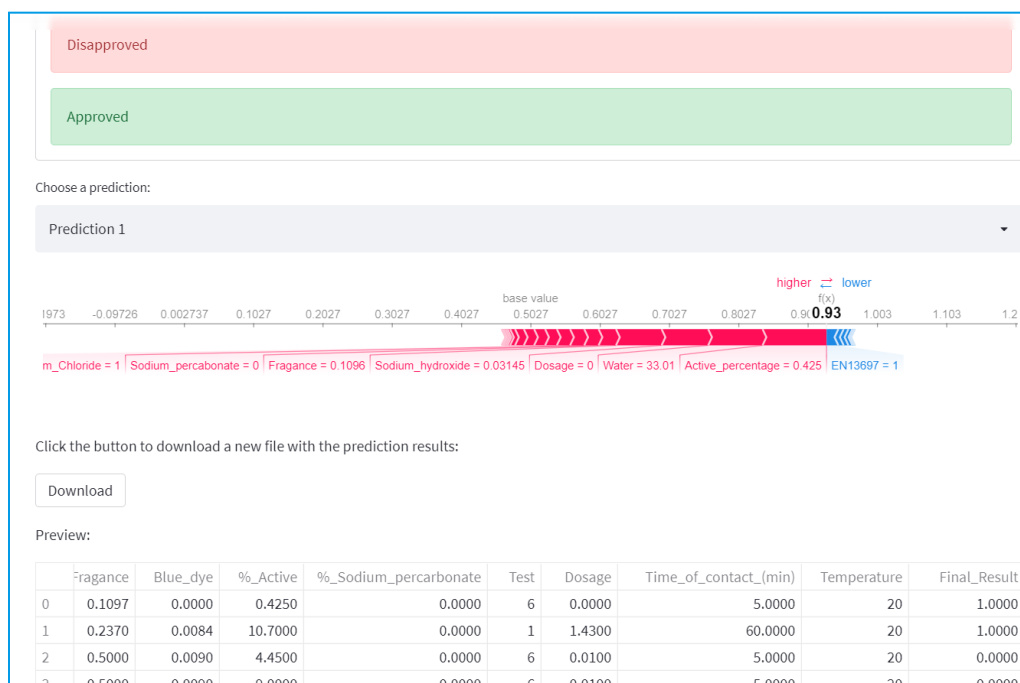 Disapproved
Approved
Choose a prediction:
Prediction 1
higher lower
base value f(x)
-0.09726 0.002737 0.1027 0.2027 0.3027 0.4027 0.5027 0.6027 0.7027 0.8027 0.93 1.003 1.103 1.2
m_Chloride = 1 Sodium_percabonate = 0 Fragance = 0.1096 Sodium_hydroxide = 0.03145 Dosage = 0 Water = 33.01 Active_percentage = 0.425 EN13697 = 1
Click the button to download a new file with the prediction results:
Download
Preview:
Fragance Blue_dye %_Active %_Sodium_percarbonate Test Dosage Time_of_contact_(min) Temperature Final_Result
0 0.1097 0.0000 0.4250 0.0000 6 0.0000 5.0000 20 1.0000
1 0.2370 0.0084 10.7000 0.0000 1 1.4300 60.0000 20 1.0000
2 0.5000 0.0090 4.4500 0.0000 6 0.0100 5.0000 20 0.0000